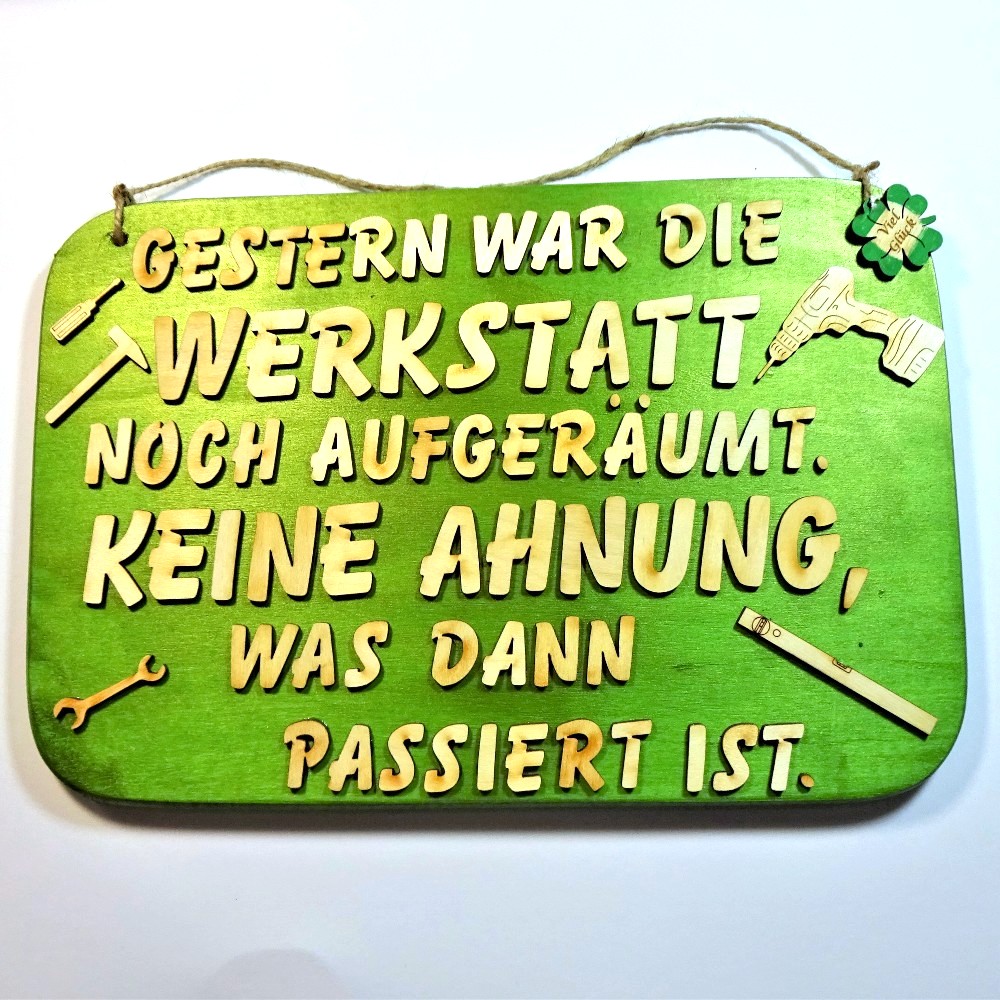 GESTERN WAR DIE
Viel
Glück
WERKSTATT
NOCH AUFGERÄUMT.
KEINE AHNUNG,
WAS DANN
PASSIERT IST.